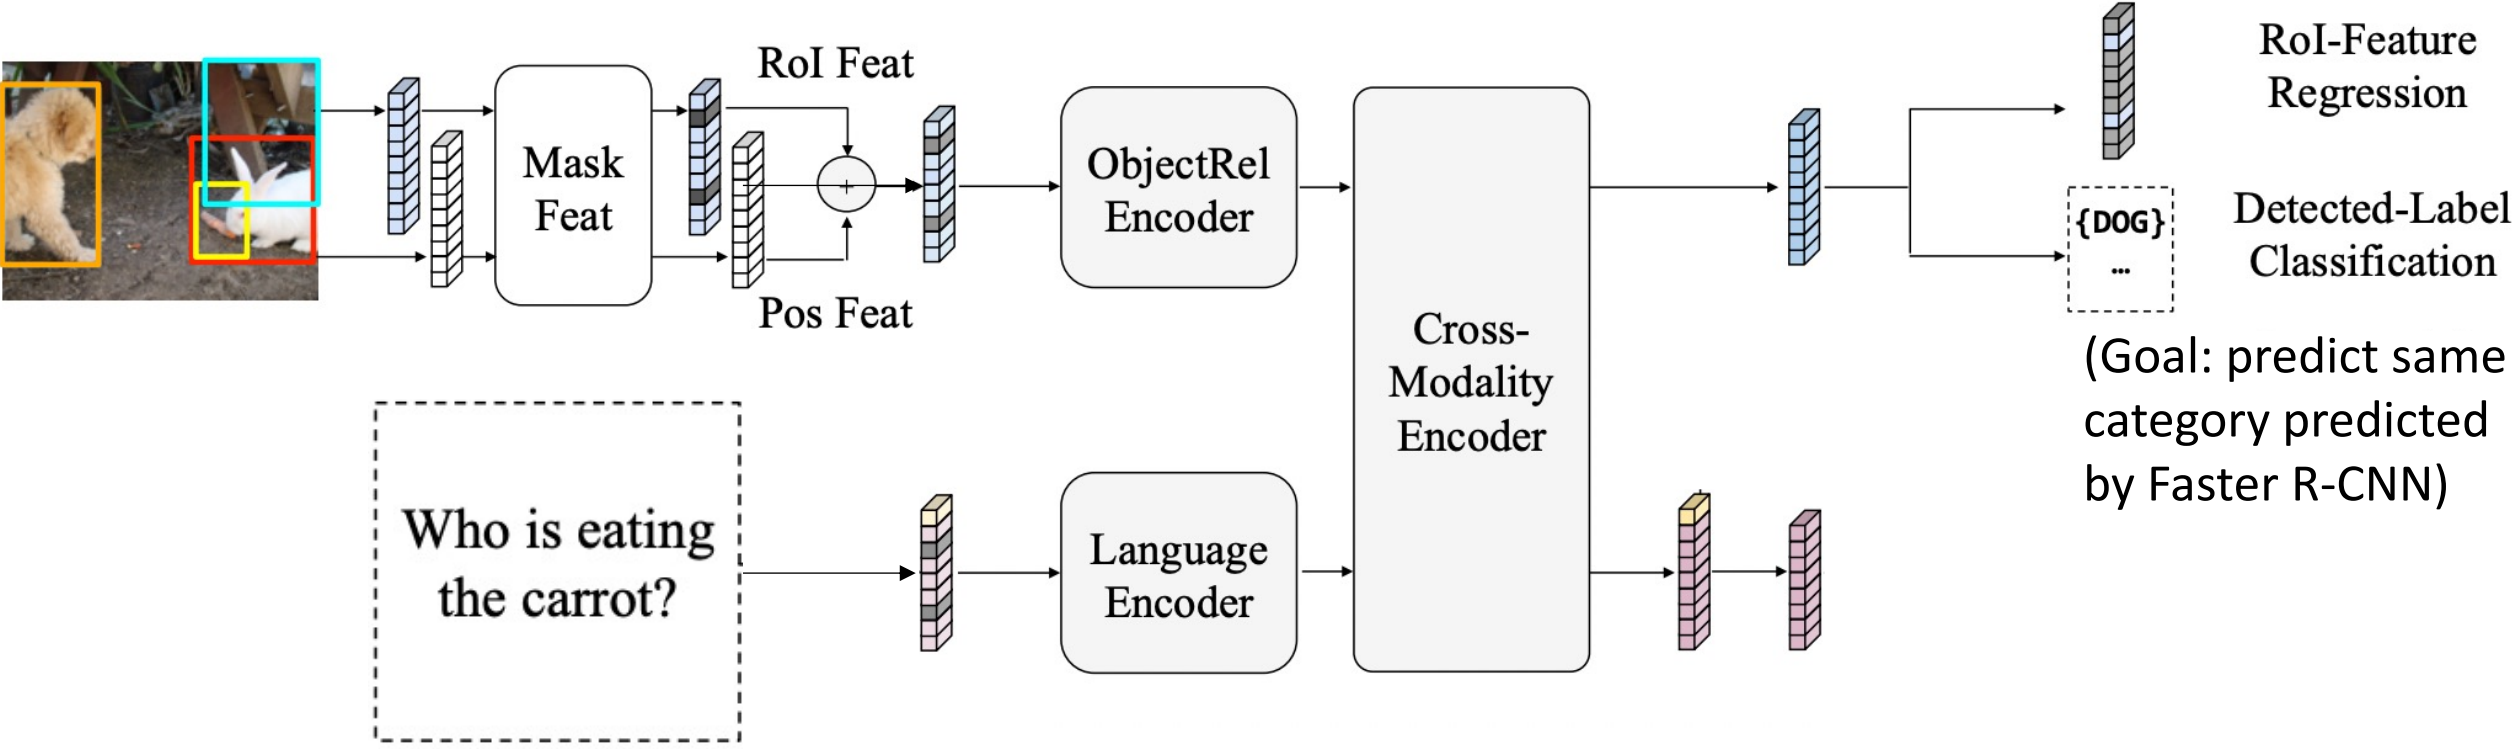 RoI Feat
Mask
Feat
Pos Feat
+
ObjectRel
Encoder
Cross-
Modality
Encoder
RoI-Feature
Regression
{DOG}
...
Detected-Label
Classification
(Goal: predict same
category predicted
by Faster R-CNN)
Who is eating
the carrot?
Language
Encoder